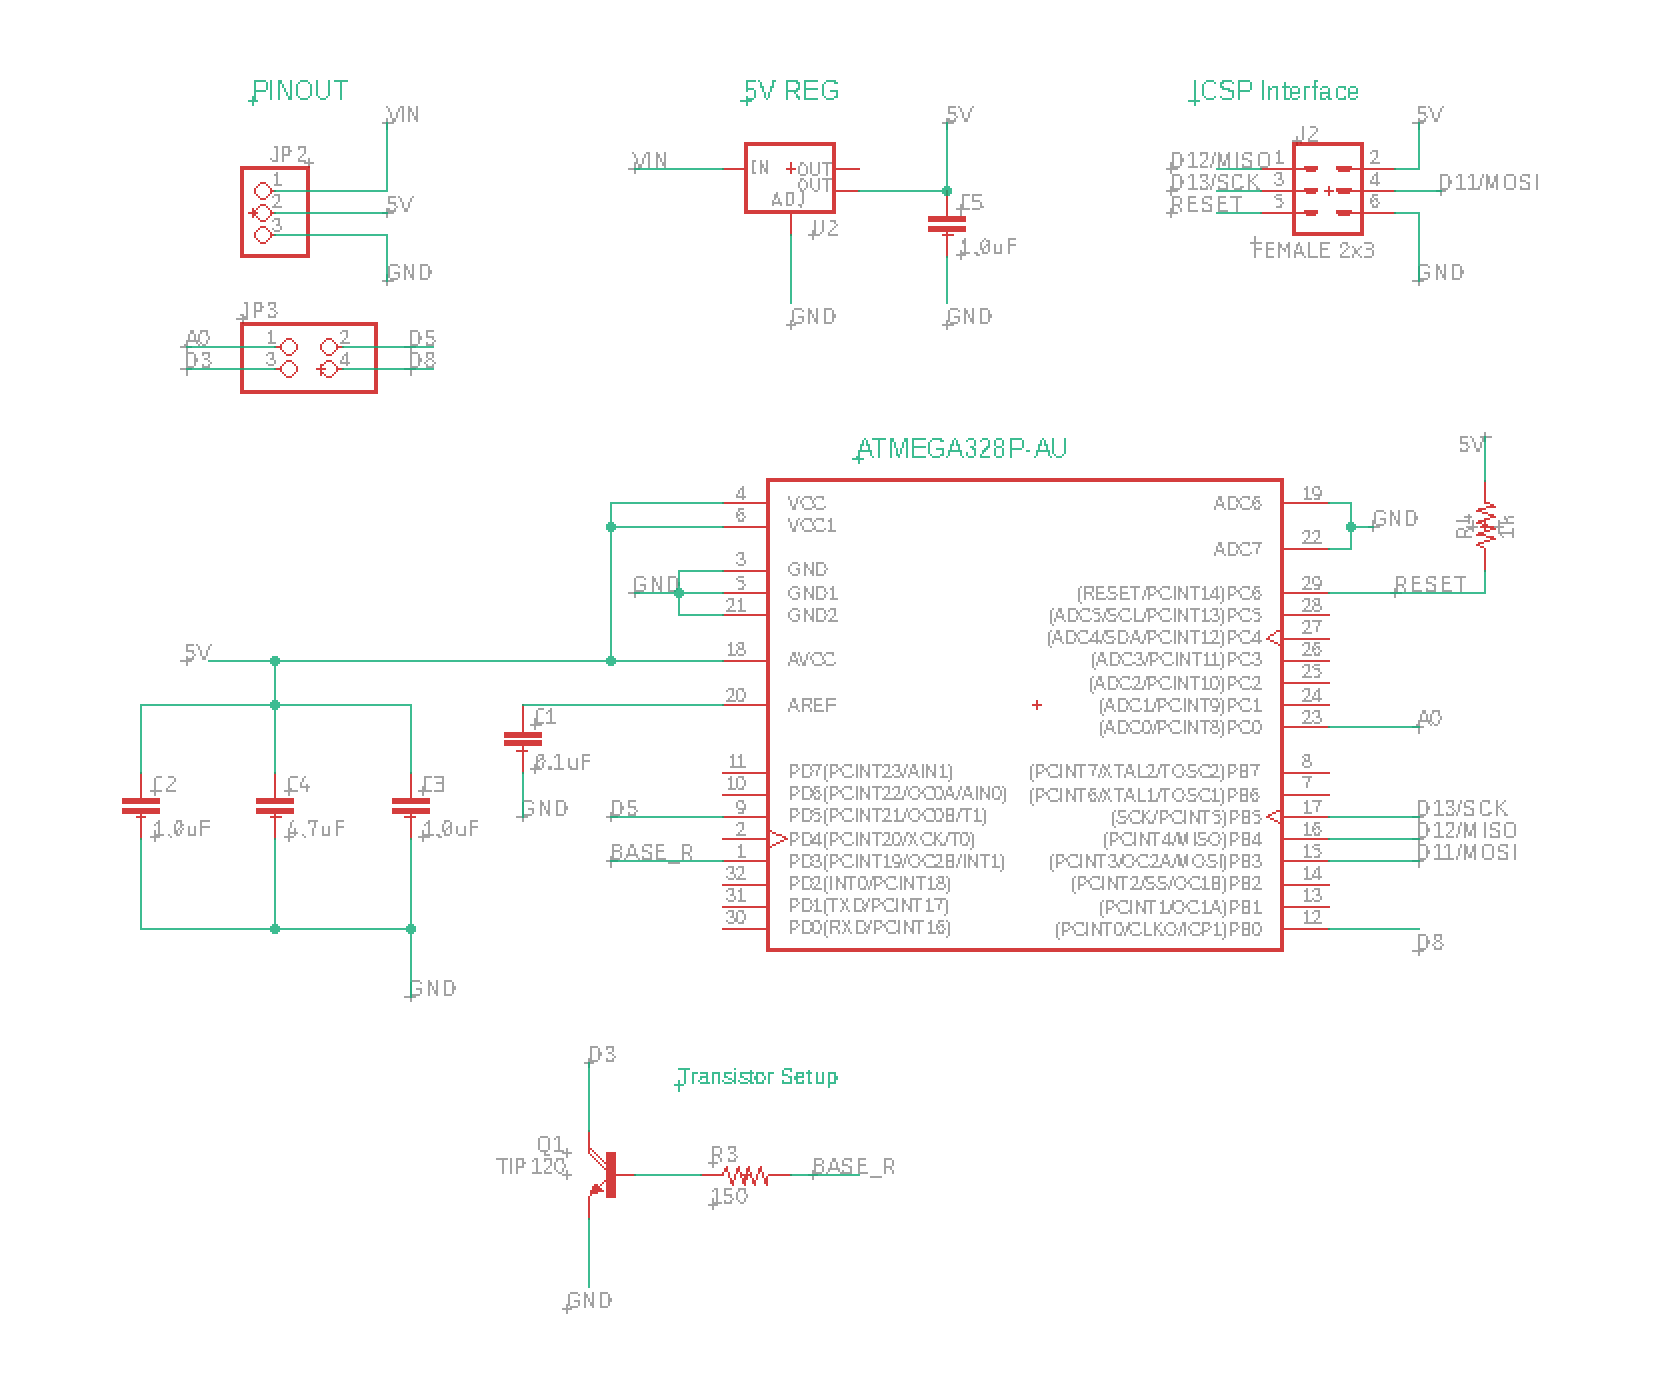 PINOUT
VIN
JP2
1
2
3
5V
GND
JP3
A0 1 2 D5
D3 3 4 D8
5V REG
5V
VIN
IN OUT
OUT
ADJ
U2
C5
1.0uF
GND
GND
ICSP Interface
J2
5V
D12/MISO 1 2
D13/SCK 3 4 D11/MOSI
RESET 5 6
FEMALE 2x3
GND
ATMEGA328P-AU
4 VCC
6 VCC1
3 GND
GND 5 GND1
21 GND2
5V 18 AVCC
20 AREF
C1
0.1uF
GND
C2
1.0uF
C4
4.7uF
C3
1.0uF
GND
11 PD7(PCINT23/AIN1)
10 PD6(PCINT22/OC0A/AIN0)
D5 9 PD5(PCINT21/OC0B/T1)
2 PD4(PCINT20/XCK/T0)
BASE_R 1 PD3(PCINT19/OC2B/INT1)
32 PD2(INT0/PCINT18)
31 PD1(TXD/PCINT17)
30 PD0(RXD/PCINT16)
ADC6 19
GND
ADC7 22
(RESET/PCINT14)PC6 29 RESET
(ADC5/SCL/PCINT13)PC5 28
(ADC4/SDA/PCINT12)PC4 27
(ADC3/PCINT11)PC3 26
(ADC2/PCINT10)PC2 25
(ADC1/PCINT9)PC1 24
(ADC0/PCINT8)PC0 23 A0
(PCINT7/XTAL2/TOSC2)PB7 8
(PCINT6/XTAL1/TOSC1)PB6 7
(SCK/PCINT5)PB5 17 D13/SCK
(PCINT4/MISO)PB4 16 D12/MISO
(PCINT3/OC2A/MOSI)PB3 15 D11/MOSI
(PCINT2/SS/OC1B)PB2 14
(PCINT1/OC1A)PB1 13
(PCINT0/CLKO/ICP1)PB0 12
D8
5V
1k
D3
Transistor Setup
Q1
TIP120
R3
150
BASE_R
GND